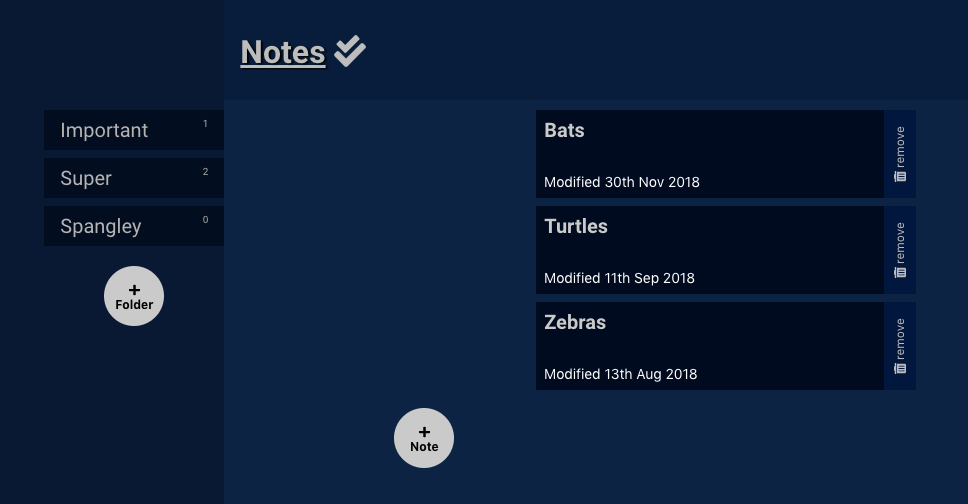 Notes
Important 1
Super 2
Spangley 0
+
Folder
Bats
Modified 30th Nov 2018
remove
Turtles
Modified 11th Sep 2018
remove
Zebras
Modified 13th Aug 2018
remove
+
Note